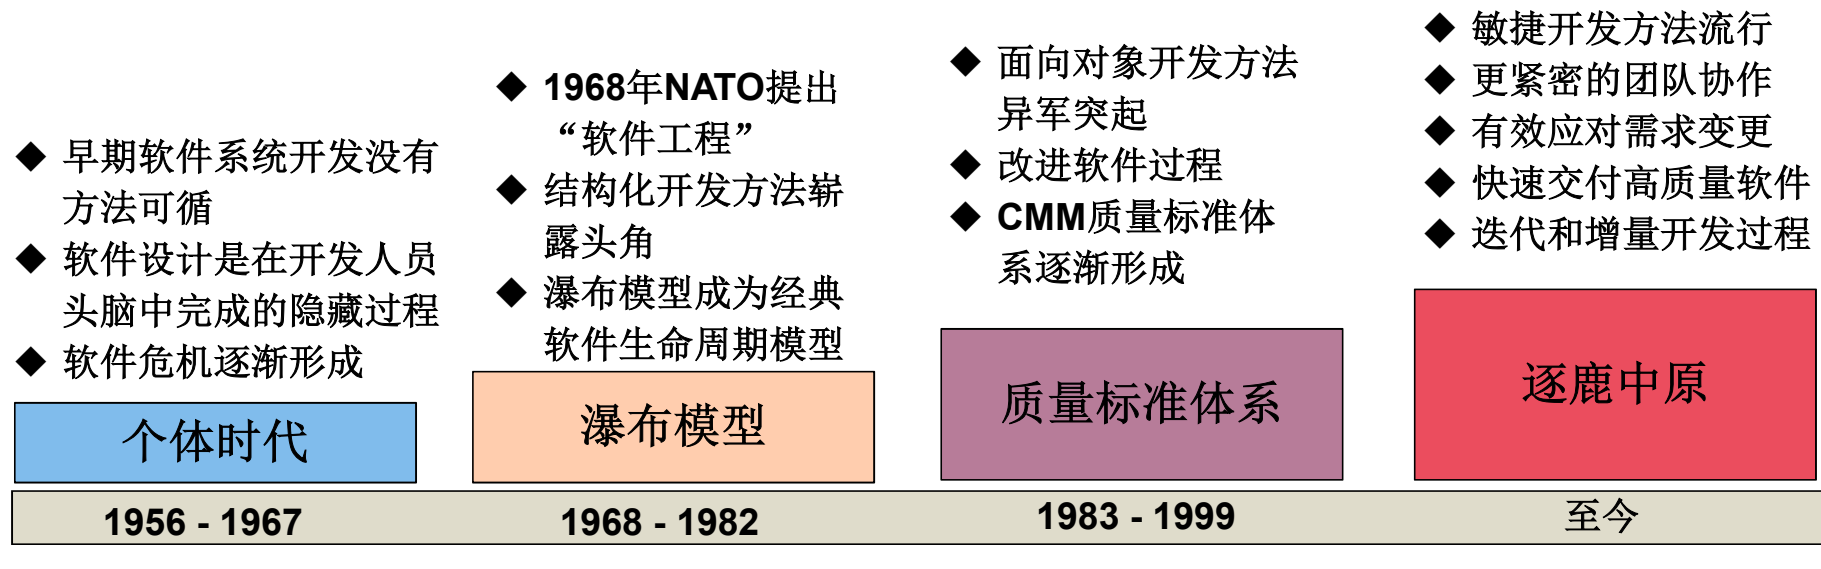 ◆ 早期软件系统开发没有
方法可循
◆ 软件设计是在开发人员
头脑中完成的隐藏过程
◆ 软件危机逐渐形成
个体时代
1956 - 1967
◆ 1968年NATO提出
“软件工程”
◆ 结构化开发方法崭
露头角
◆ 瀑布模型成为经典
软件生命周期模型
瀑布模型
1968 - 1982
◆ 面向对象开发方法
异军突起
◆ 改进软件过程
◆ CMM质量标准体
系逐渐形成
质量标准体系
1983 - 1999
◆ 敏捷开发方法流行
◆ 更紧密的团队协作
◆ 有效应对需求变更
◆ 快速交付高质量软件
◆ 迭代和增量开发过程
逐鹿中原
至今